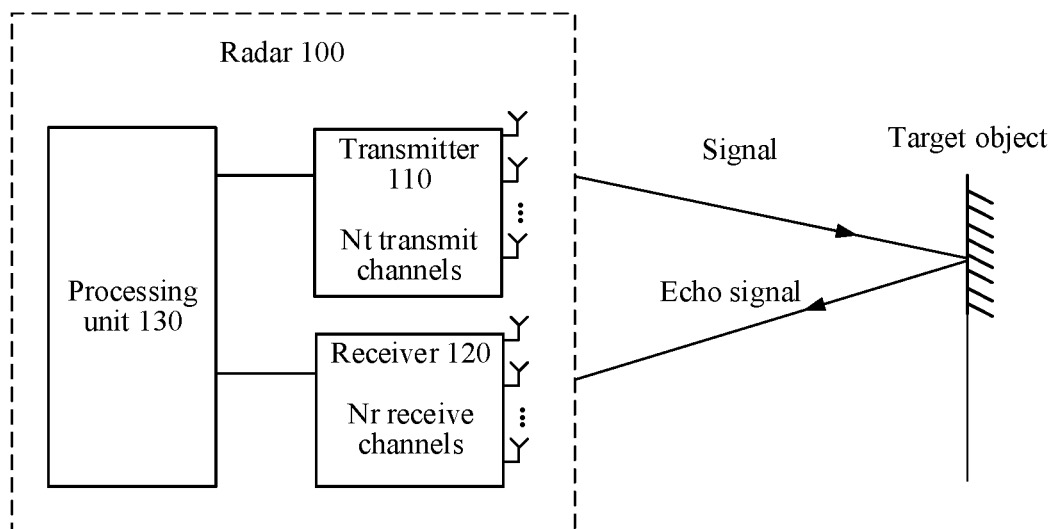 Radar 100
Transmitter
110
Nt transmit
channels
Signal
Target object
Processing
unit 130
Echo signal
Receiver 120
Nr receive
channels